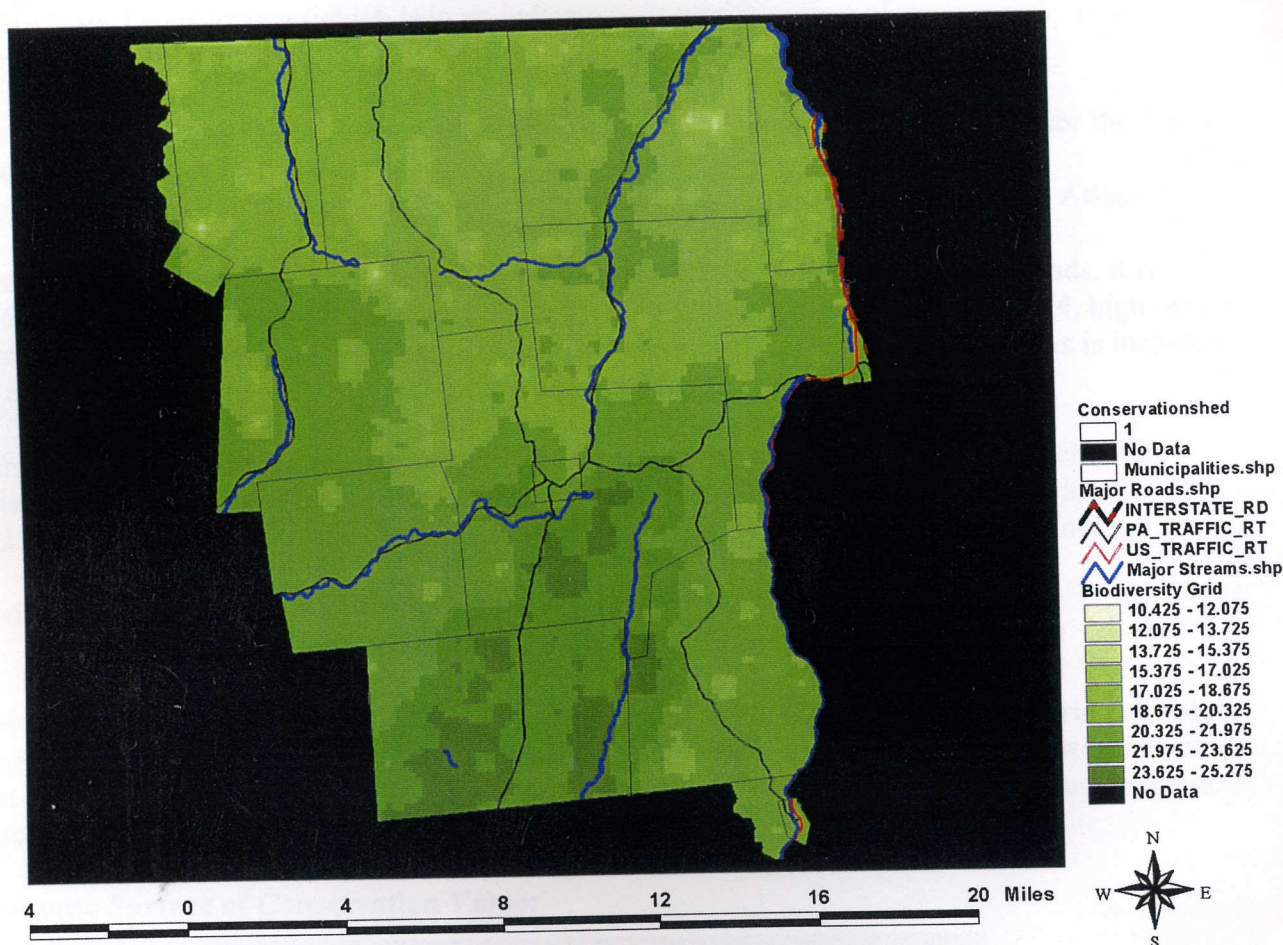 Conservationshed
1
No Data
Municipalities.shp
Major Roads.shp
INTERSTATE_RD
PA_TRAFFIC_RT
US_TRAFFIC_RT
Major Streams.shp
Biodiversity Grid
10.425 - 12.075
12.075 - 13.725
13.725 - 15.375
15.375 - 17.025
17.025 - 18.675
18.675 - 20.325
20.325 - 21.975
21.975 - 23.625
23.625 - 25.275
No Data
N
W E
S
4 0 4 8 12 16 20 Miles